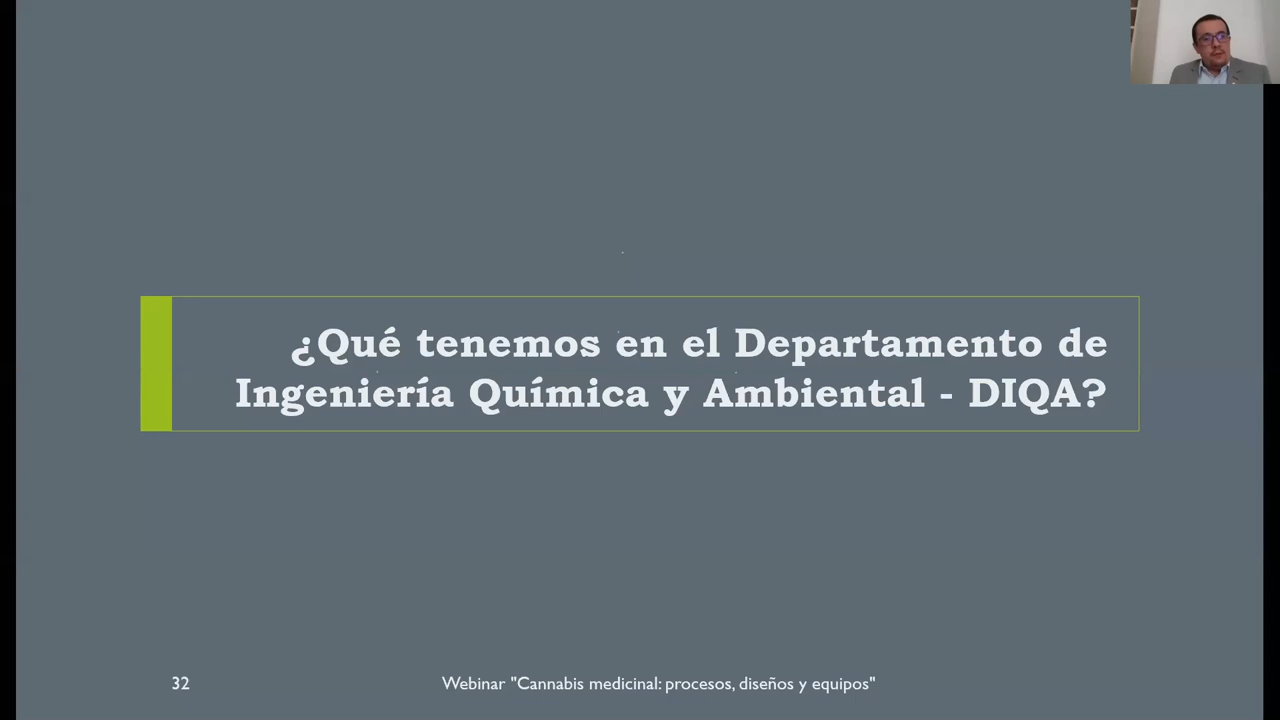 ¿Qué tenemos en el Departamento de
Ingeniería Química y Ambiental - DIQA?
32
Webinar "Cannabis medicinal: procesos, diseños y equipos"